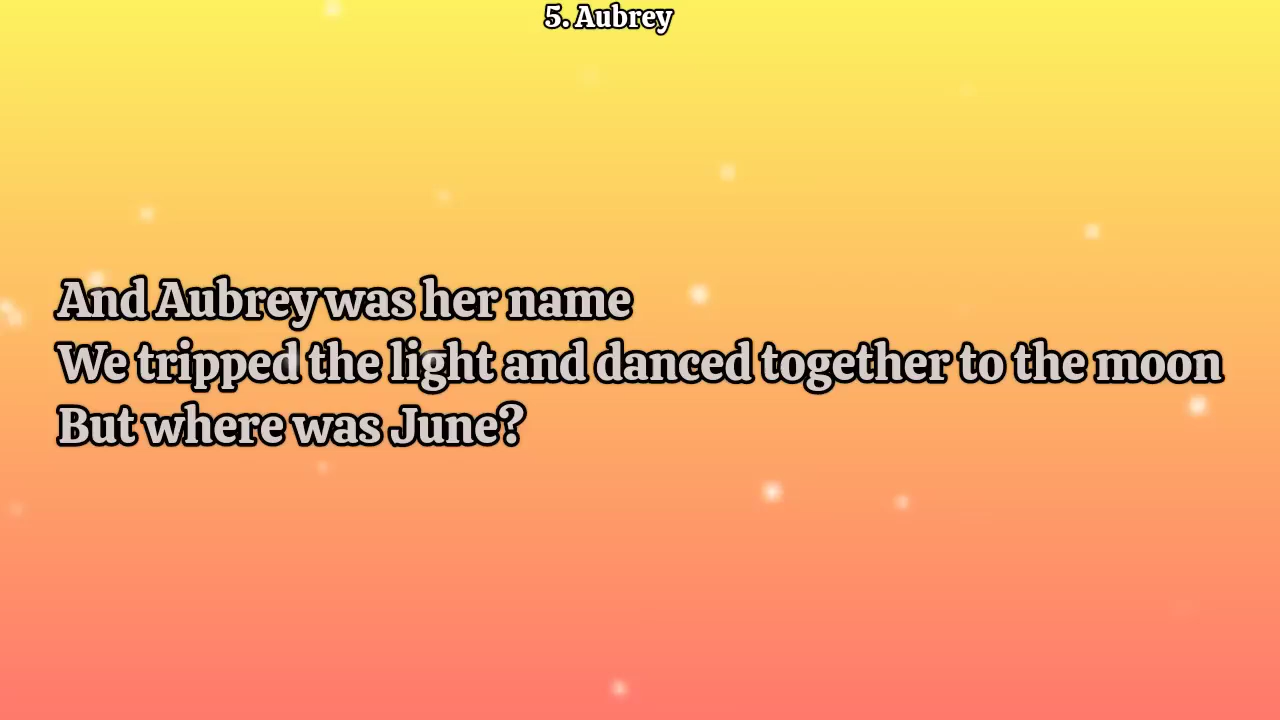 5. Aubrey
And Aubrey was her name
We tripped the light and danced together to the moon
But where was June?